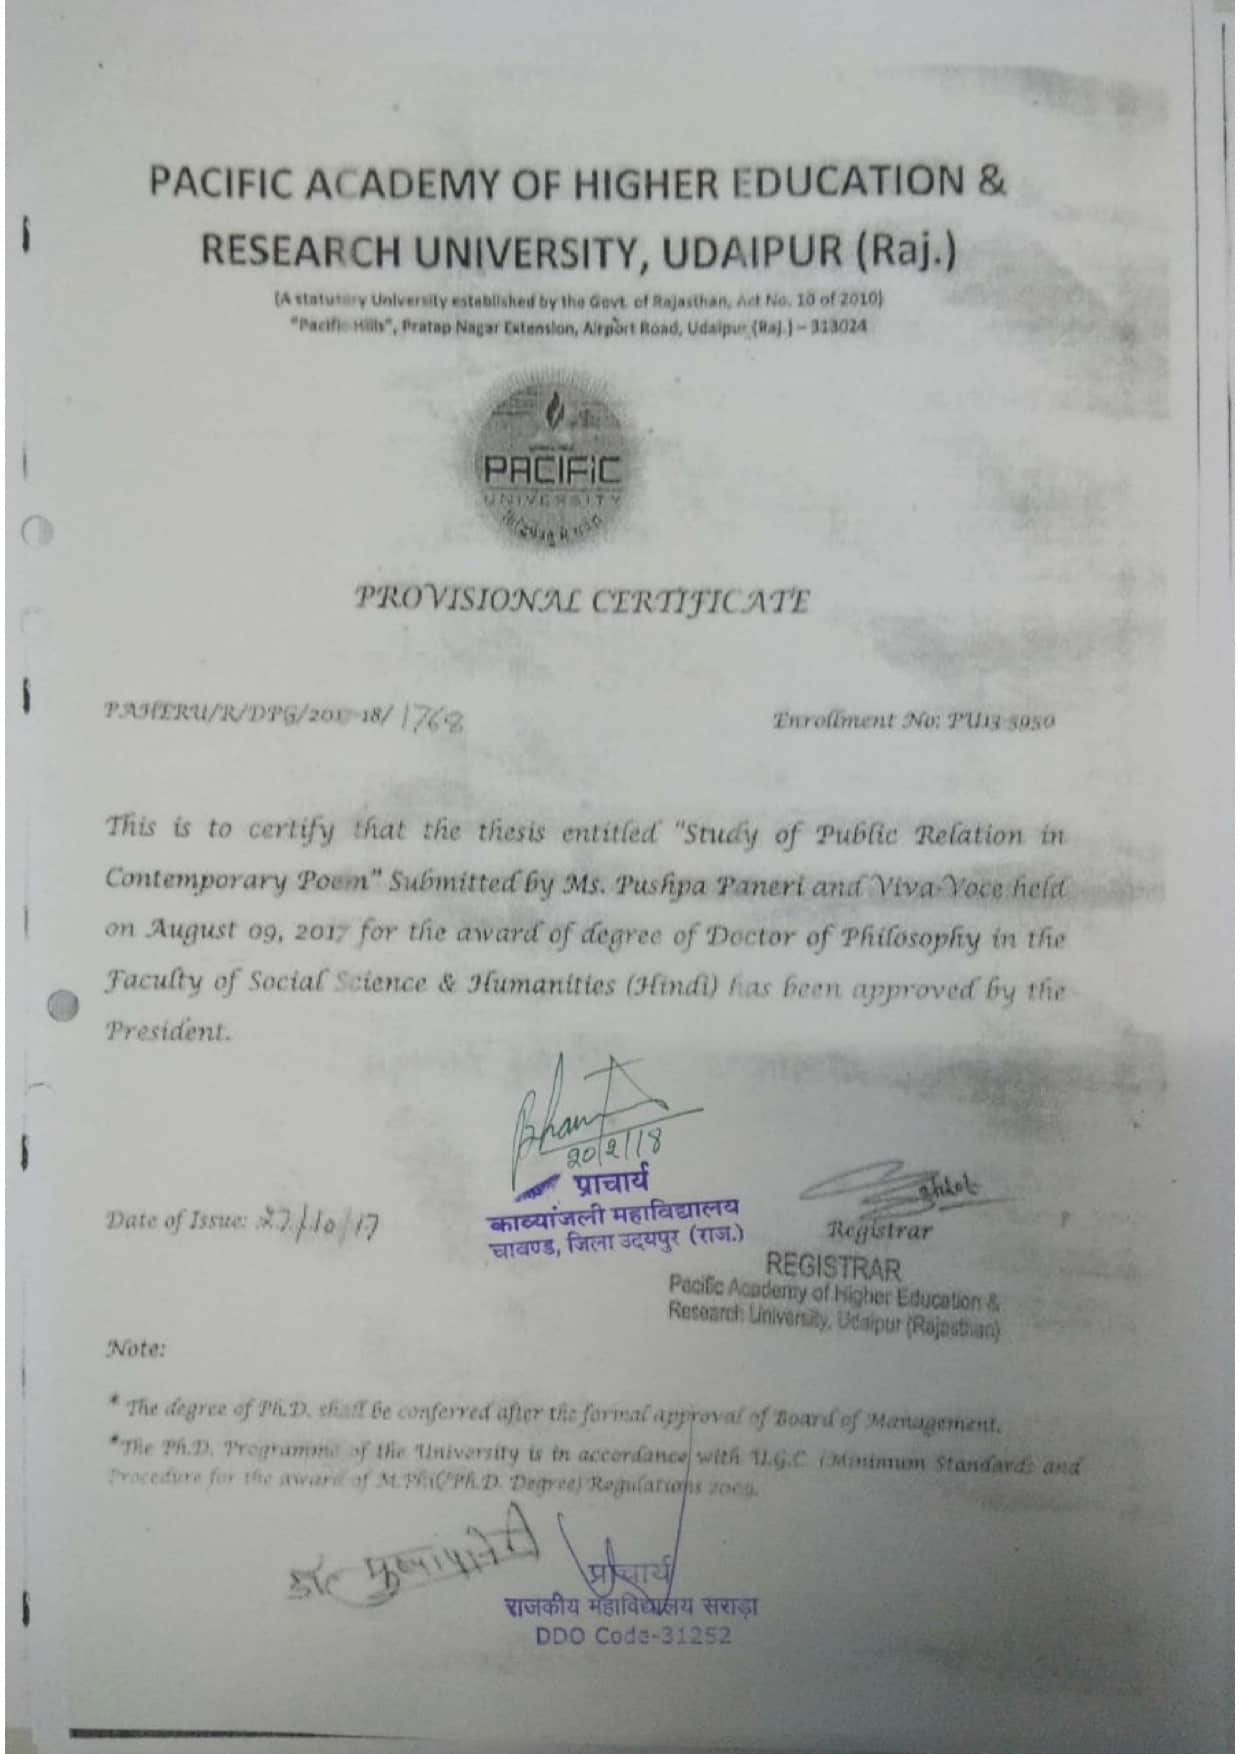 PACIFIC ACADEMY OF HIGHER EDUCATION &
RESEARCH UNIVERSITY, UDAIPUR (Raj.)
(A statutory University established by the Govt. of Rajasthan, Act No. 10 of 2010)
"Pacific Hills", Pratap Nagar Extension, Airport Road, Udaipur (Raj.) – 313024
PACIFIC
UNIVERSITY
PROVISIONAL CERTIFICATE
PAHERU/R/DPG/2017-18/1768
Enrollment No: PU13-5950
This is to certify that the thesis entitled "Study of Public Relation in
Contemporary Poem" Submitted by Ms. Pushpa Paneri and Viva-Voce held
on August 09, 2017 for the award of degree of Doctor of Philosophy in the
Faculty of Social Science & Humanities (Hindi) has been approved by the
President.
20/2/18
प्राचार्य
काव्यांजली महाविद्यालय
चावण्ड, जिला उदयपुर (राज.)
Date of Issue: 27/10/17
Registrar
REGISTRAR
Pacific Academy of Higher Education &
Research University, Udaipur (Rajasthan)
Note:
* The degree of Ph.D. shall be conferred after the formal approval of Board of Management.
*The Ph.D. Programme of the University is in accordance with U.G.C. (Minimum Standards and
Procedure for the award of M.Phil/Ph.D. Degree) Regulations 2009.
डॉ. पुष्पा पानेरी
प्राचार्य
राजकीय महाविद्यालय सराड़ा
DDO Code-31252